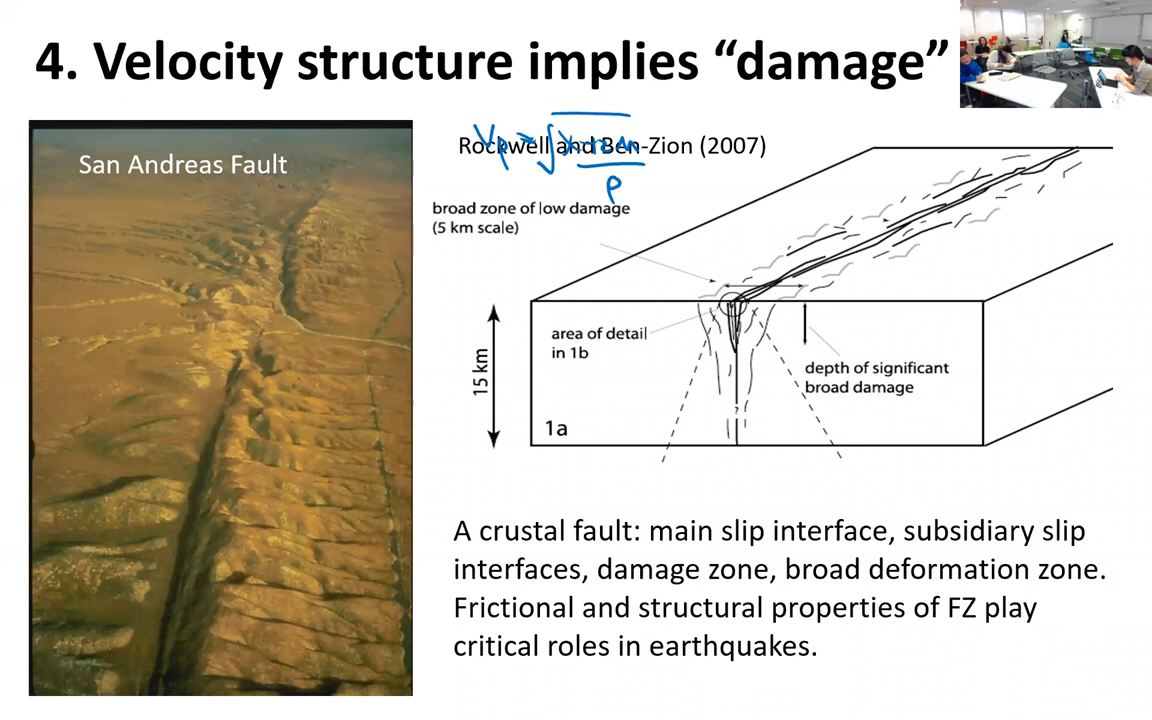 4. Velocity structure implies “damage”
San Andreas Fault
Rockwell and Ben-Zion (2007)
ρ
broad zone of low damage
(5 km scale)
area of detail
in 1b
depth of significant
broad damage
15 km
1a
?
A crustal fault: main slip interface, subsidiary slip
interfaces, damage zone, broad deformation zone.
Frictional and structural properties of FZ play
critical roles in earthquakes.